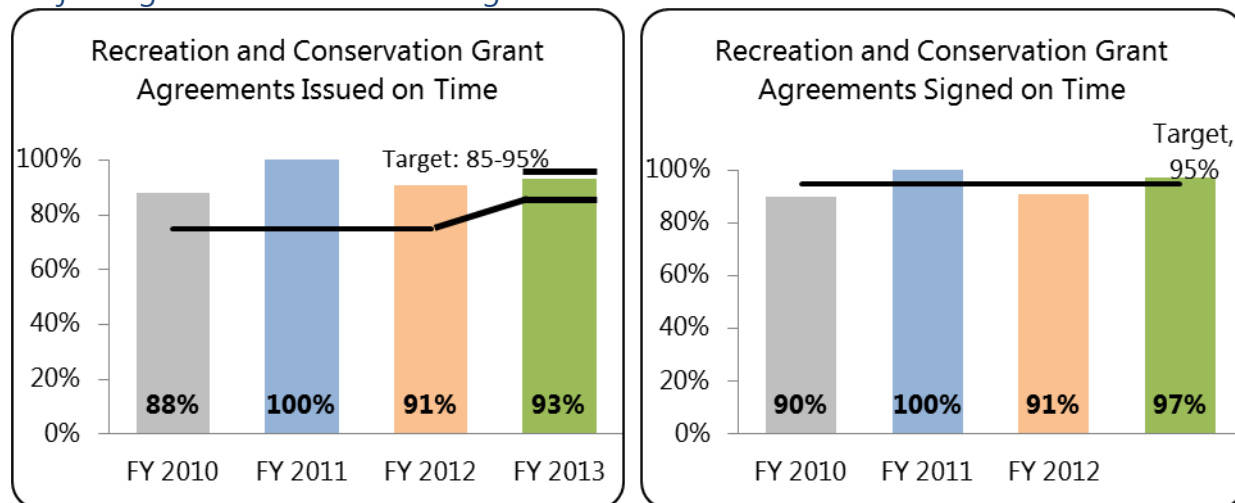 Recreation and Conservation Grant
Agreements Issued on Time
100%
80%
60%
40%
20%
0%
Target: 85-95%
88%
100%
91%
93%
FY 2010
FY 2011
FY 2012
FY 2013
Recreation and Conservation Grant
Agreements Signed on Time
Target,
95%
100%
80%
60%
40%
20%
0%
90%
100%
91%
97%
FY 2010
FY 2011
FY 2012